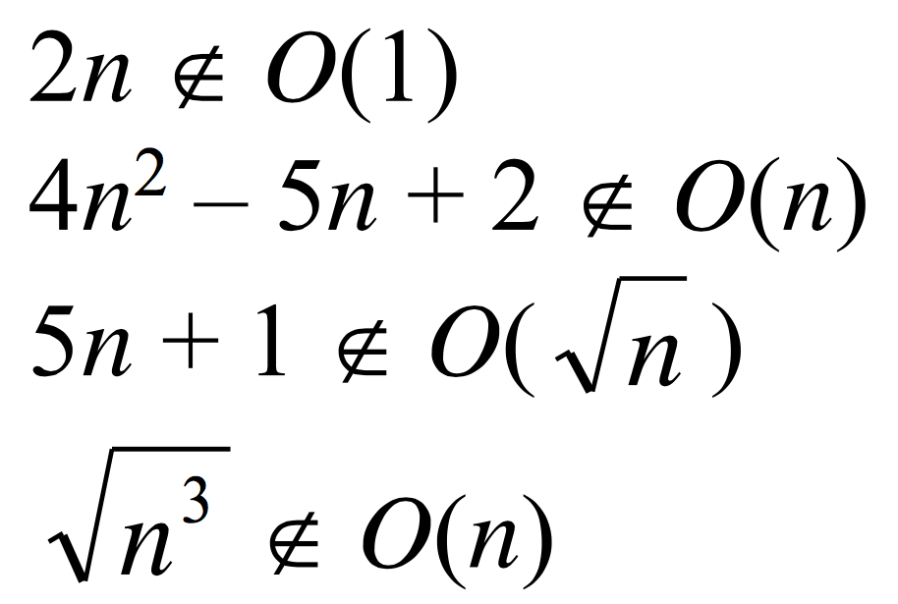 2n ∉ O(1)
4n² – 5n + 2 ∉ O(n)
5n + 1 ∉ O( √n )
√n³ ∉ O(n)